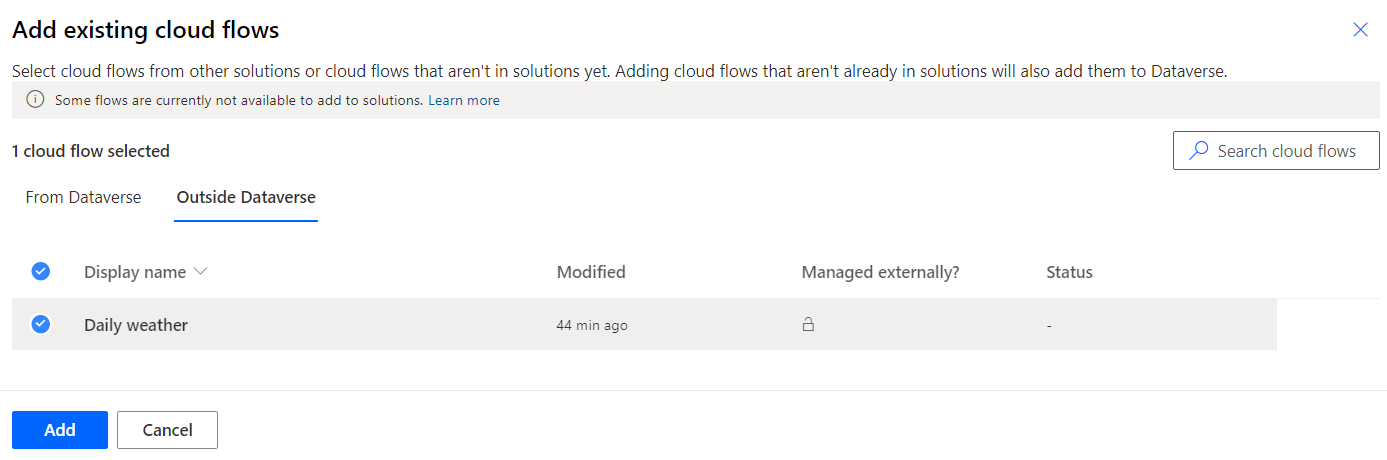 Add existing cloud flows
Select cloud flows from other solutions or cloud flows that aren't in solutions yet. Adding cloud flows that aren't already in solutions will also add them to Dataverse.
Some flows are currently not available to add to solutions. Learn more
1 cloud flow selected
Search cloud flows
From Dataverse
Outside Dataverse
Display name
Modified
Managed externally?
Status
Daily weather
44 min ago
-
Add
Cancel